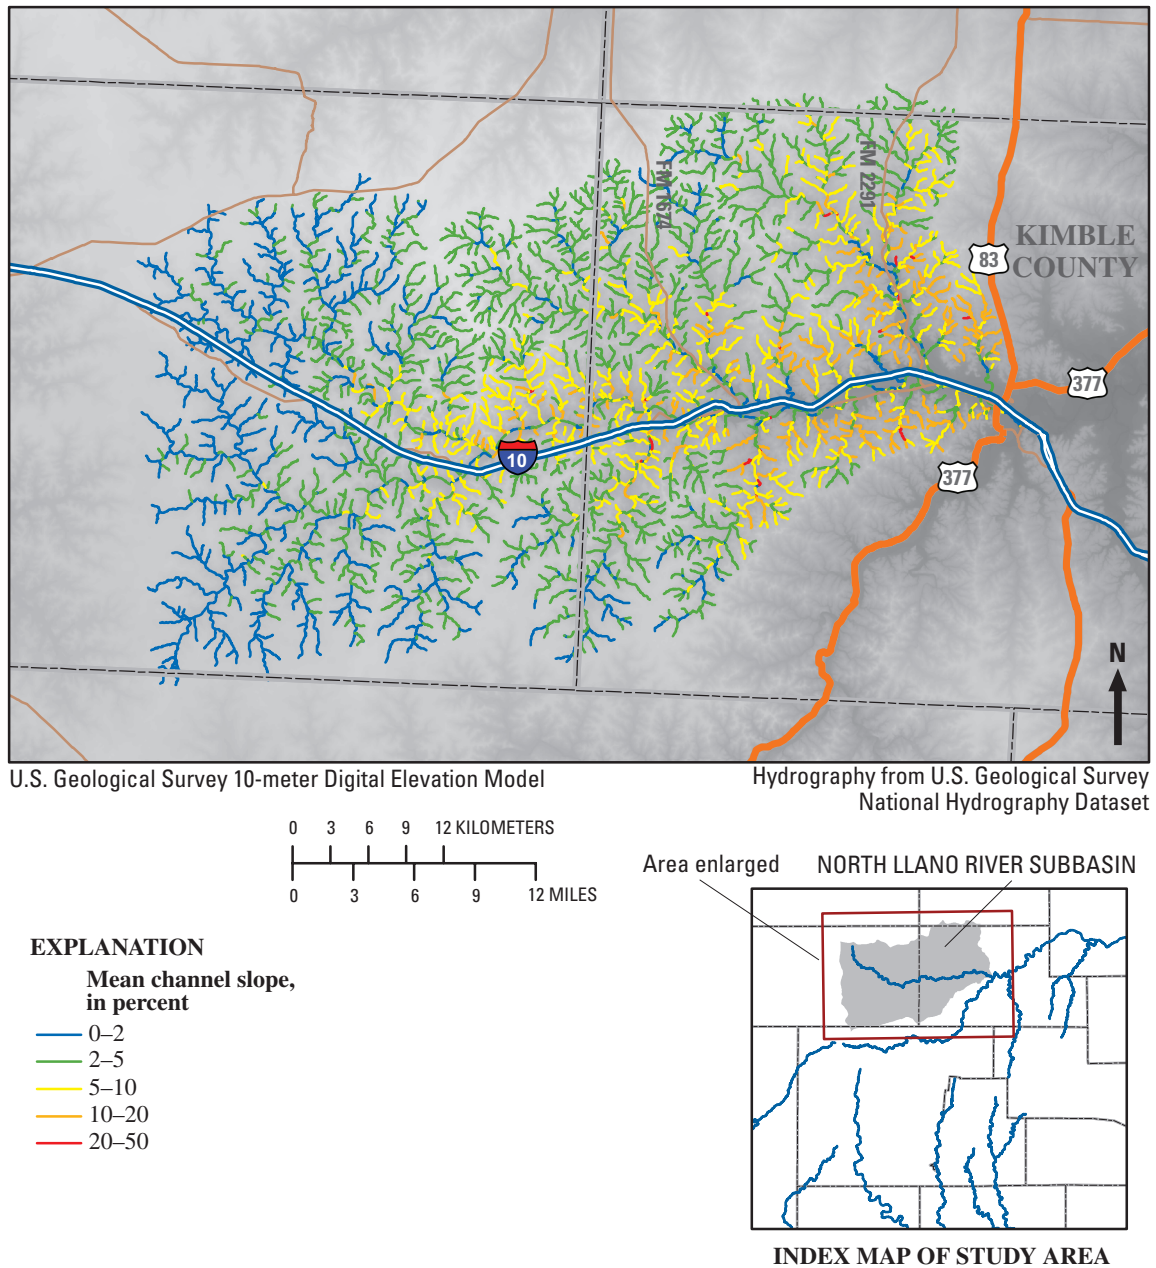 FM 1674
FM 2291
KIMBLE
COUNTY
83
377
10
377
N
U.S. Geological Survey 10-meter Digital Elevation Model
Hydrography from U.S. Geological Survey
National Hydrography Dataset
0 3 6 9 12 KILOMETERS
0 3 6 9 12 MILES
Area enlarged
NORTH LLANO RIVER SUBBASIN
EXPLANATION
Mean channel slope,
in percent
0–2
2–5
5–10
10–20
20–50
INDEX MAP OF STUDY AREA